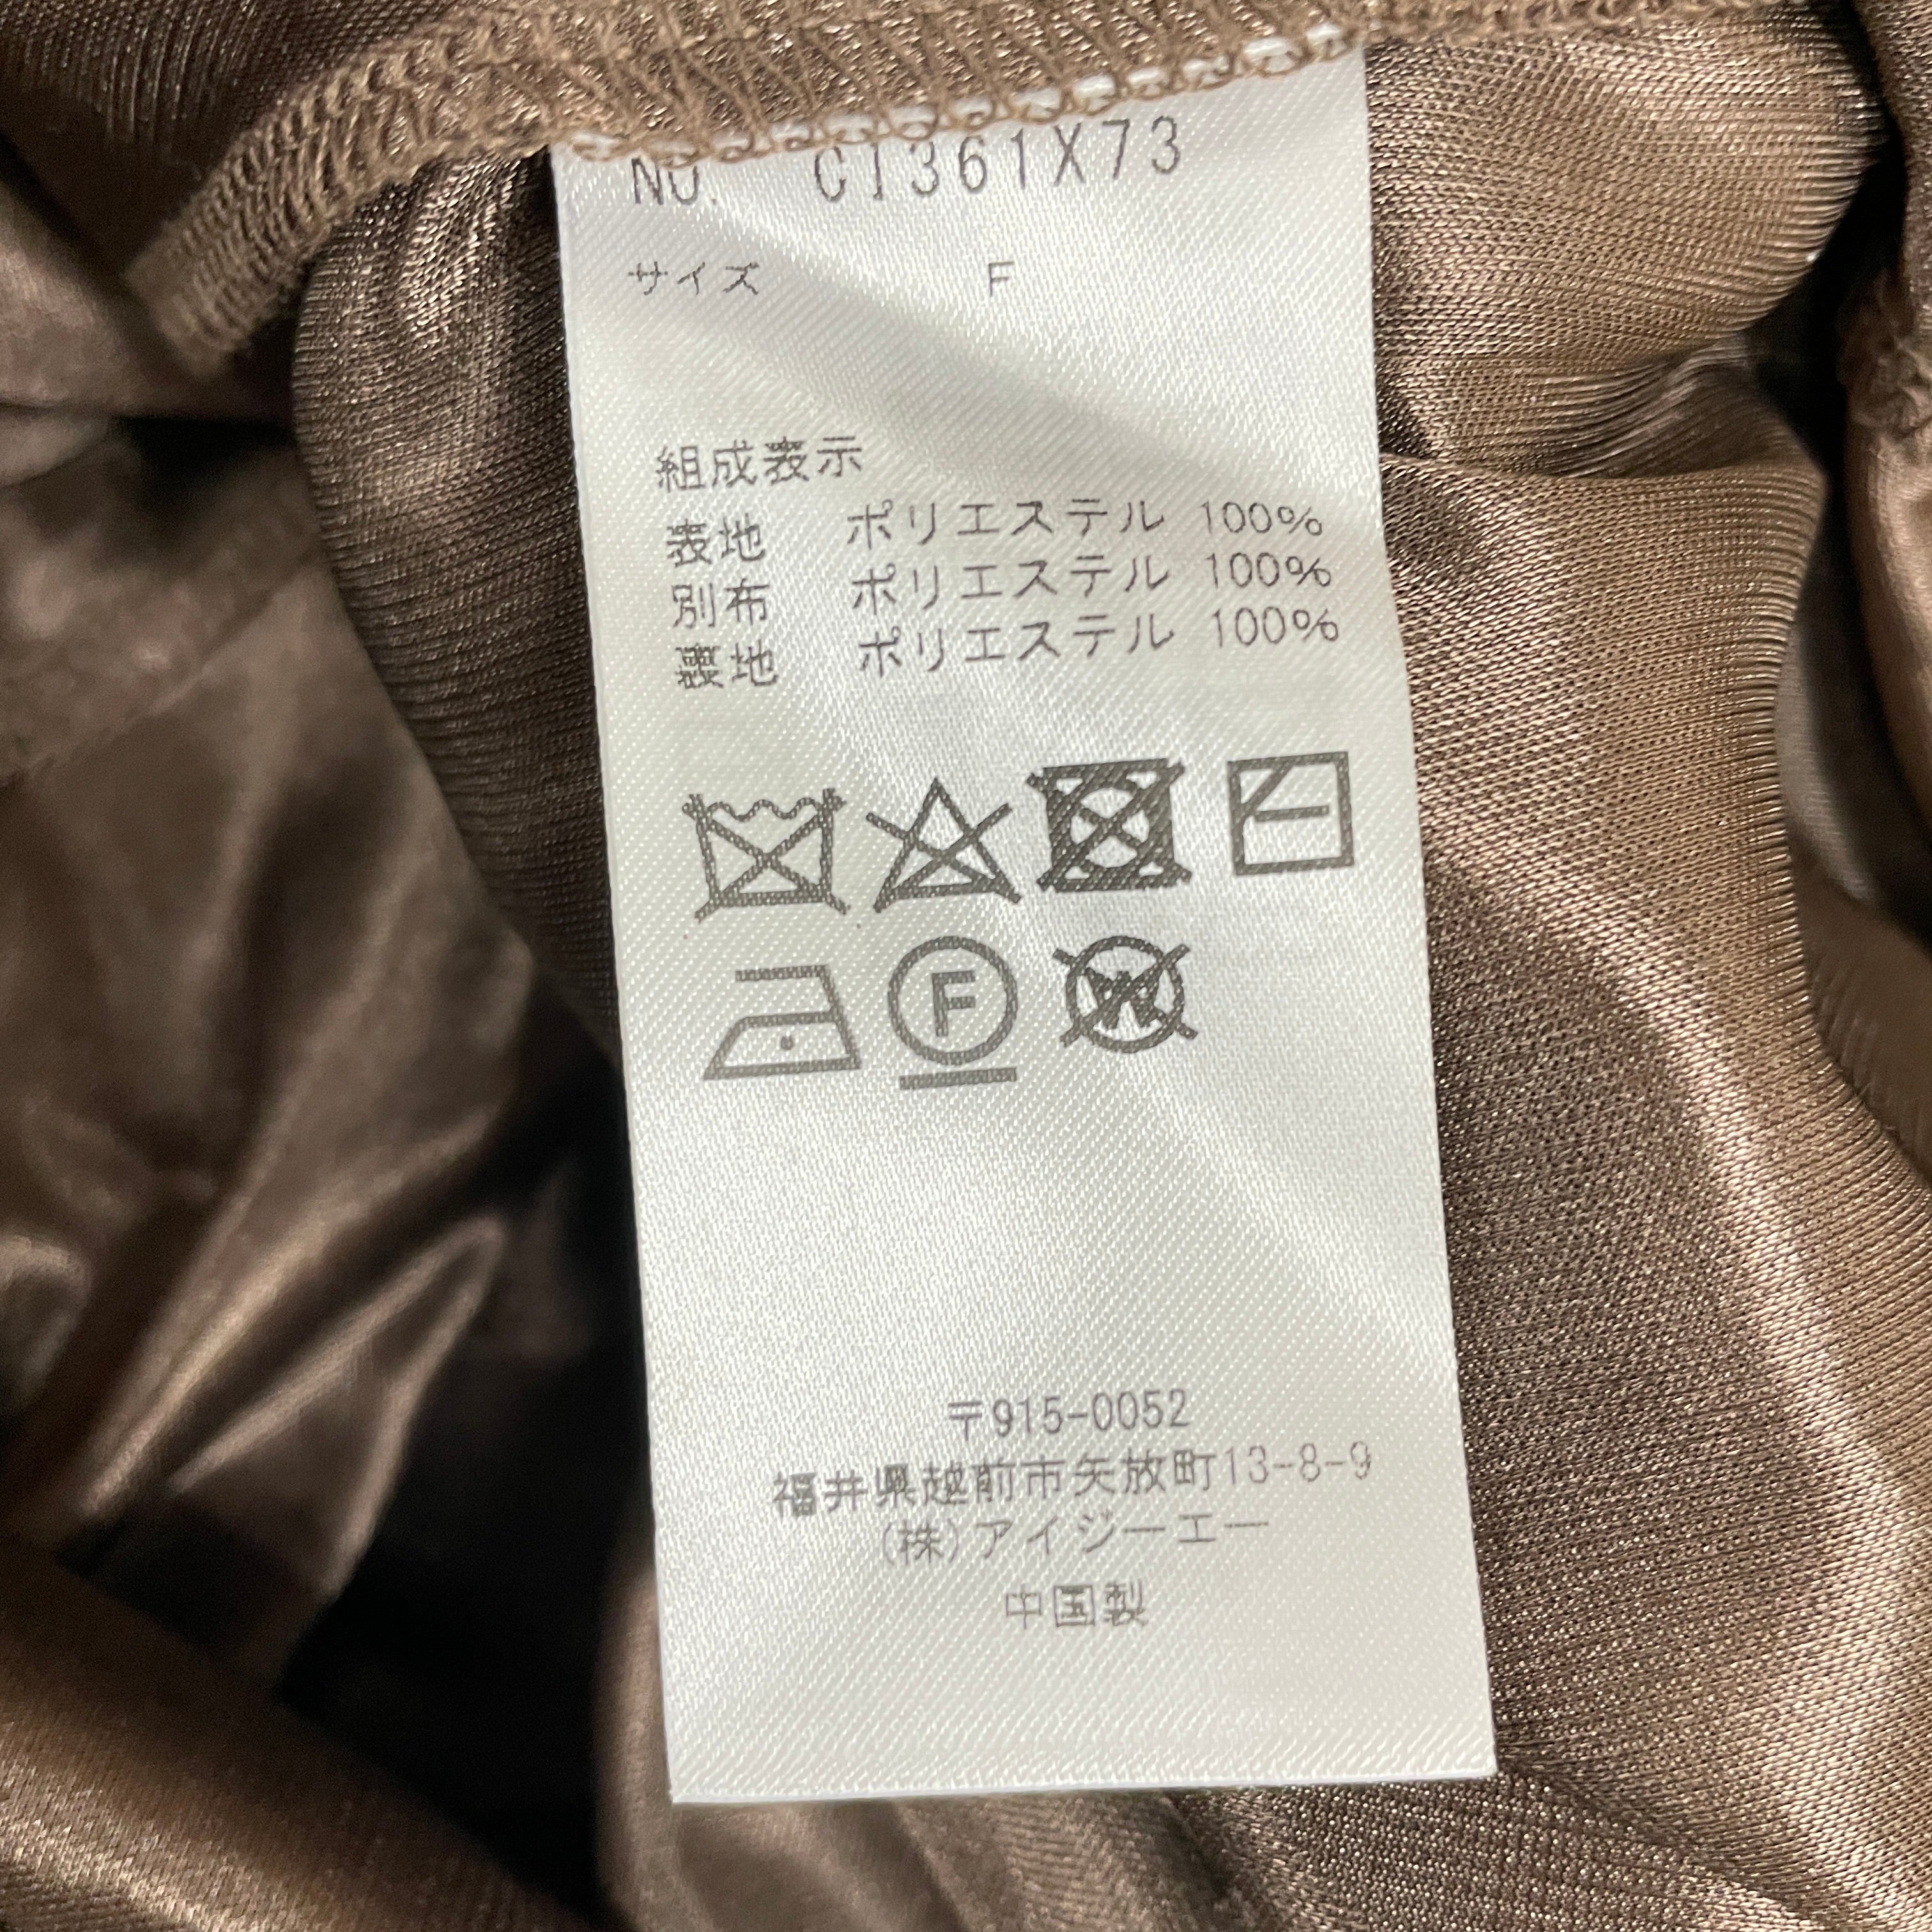 NO. CI361X73
サイズ F
組成表示
表地 ポリエステル 100%
別布 ポリエステル 100%
裏地 ポリエステル 100%
F W
〒915-0052
福井県越前市矢放町13-8-9
(株)アイジーエー
中国製